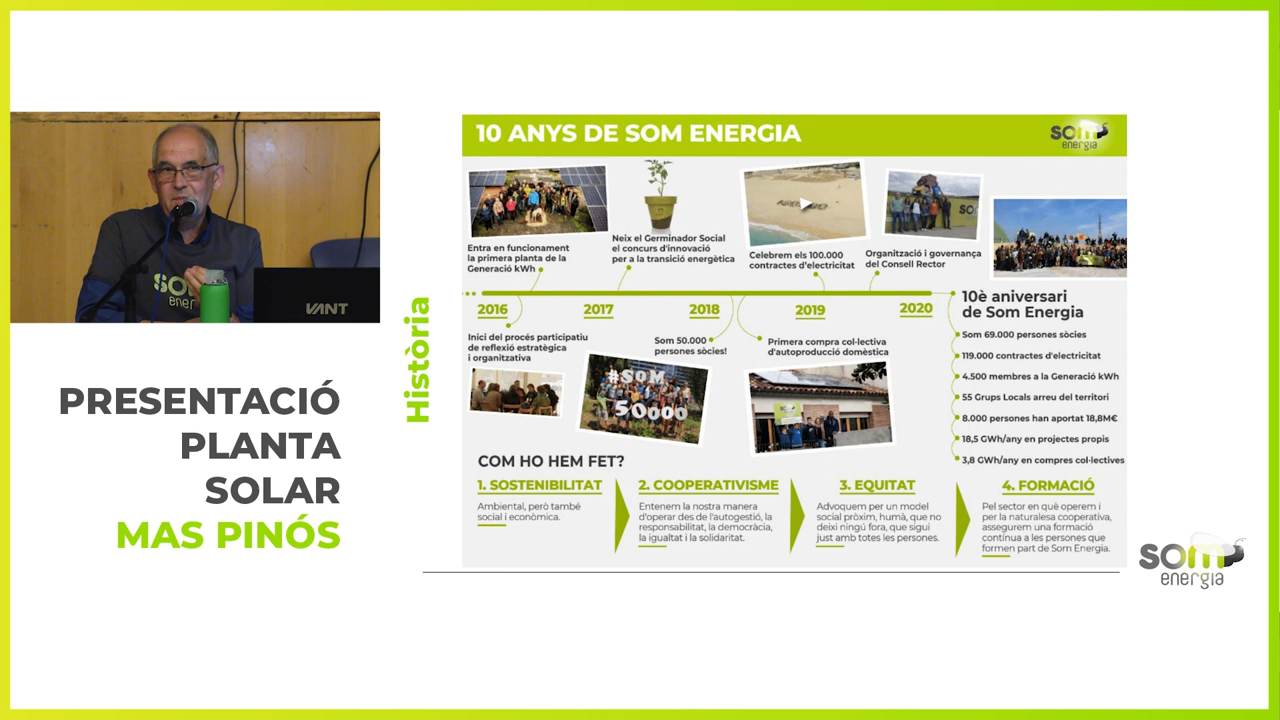 SOM
ener
VANT
PRESENTACIÓ
PLANTA
SOLAR
MAS PINÓS
Història
10 ANYS DE SOM ENERGIA
som
energia
Entra en funcionament
la primera planta de la
Generació kWh
Neix el Germinador Social
el concurs d'innovació
per a la transició energètica
Celebrem els 100.000
contractes d'electricitat
Organització i governança
del Consell Rector
2016
2017
2018
2019
2020
Inici del procés participatiu
de reflexió estratègica
i organitzativa
Som 50.000
persones sòcies!
#SOM
50000
Primera compra col·lectiva
d'autoproducció domèstica
10è aniversari
de Som Energia
Som 69.000 persones sòcies
119.000 contractes d'electricitat
4.500 membres a la Generació kWh
55 Grups Locals arreu del territori
8.000 persones han aportat 18,8M€
18,5 GWh/any en projectes propis
3,8 GWh/any en compres col·lectives
COM HO HEM FET?
1. SOSTENIBILITAT
Ambiental, però també
social i econòmica.
2. COOPERATIVISME
Entenem la nostra manera
d'operar des de l'autogestió, la
responsabilitat, la democràcia,
la igualtat i la solidaritat.
3. EQUITAT
Advoquem per un model
social pròxim, humà, que no
deixi ningú fora, que sigui
just amb totes les persones.
4. FORMACIÓ
Pel sector en què operem i
per la naturalesa cooperativa,
assegurem una formació
contínua a les persones que
formen part de Som Energia.
som
energia